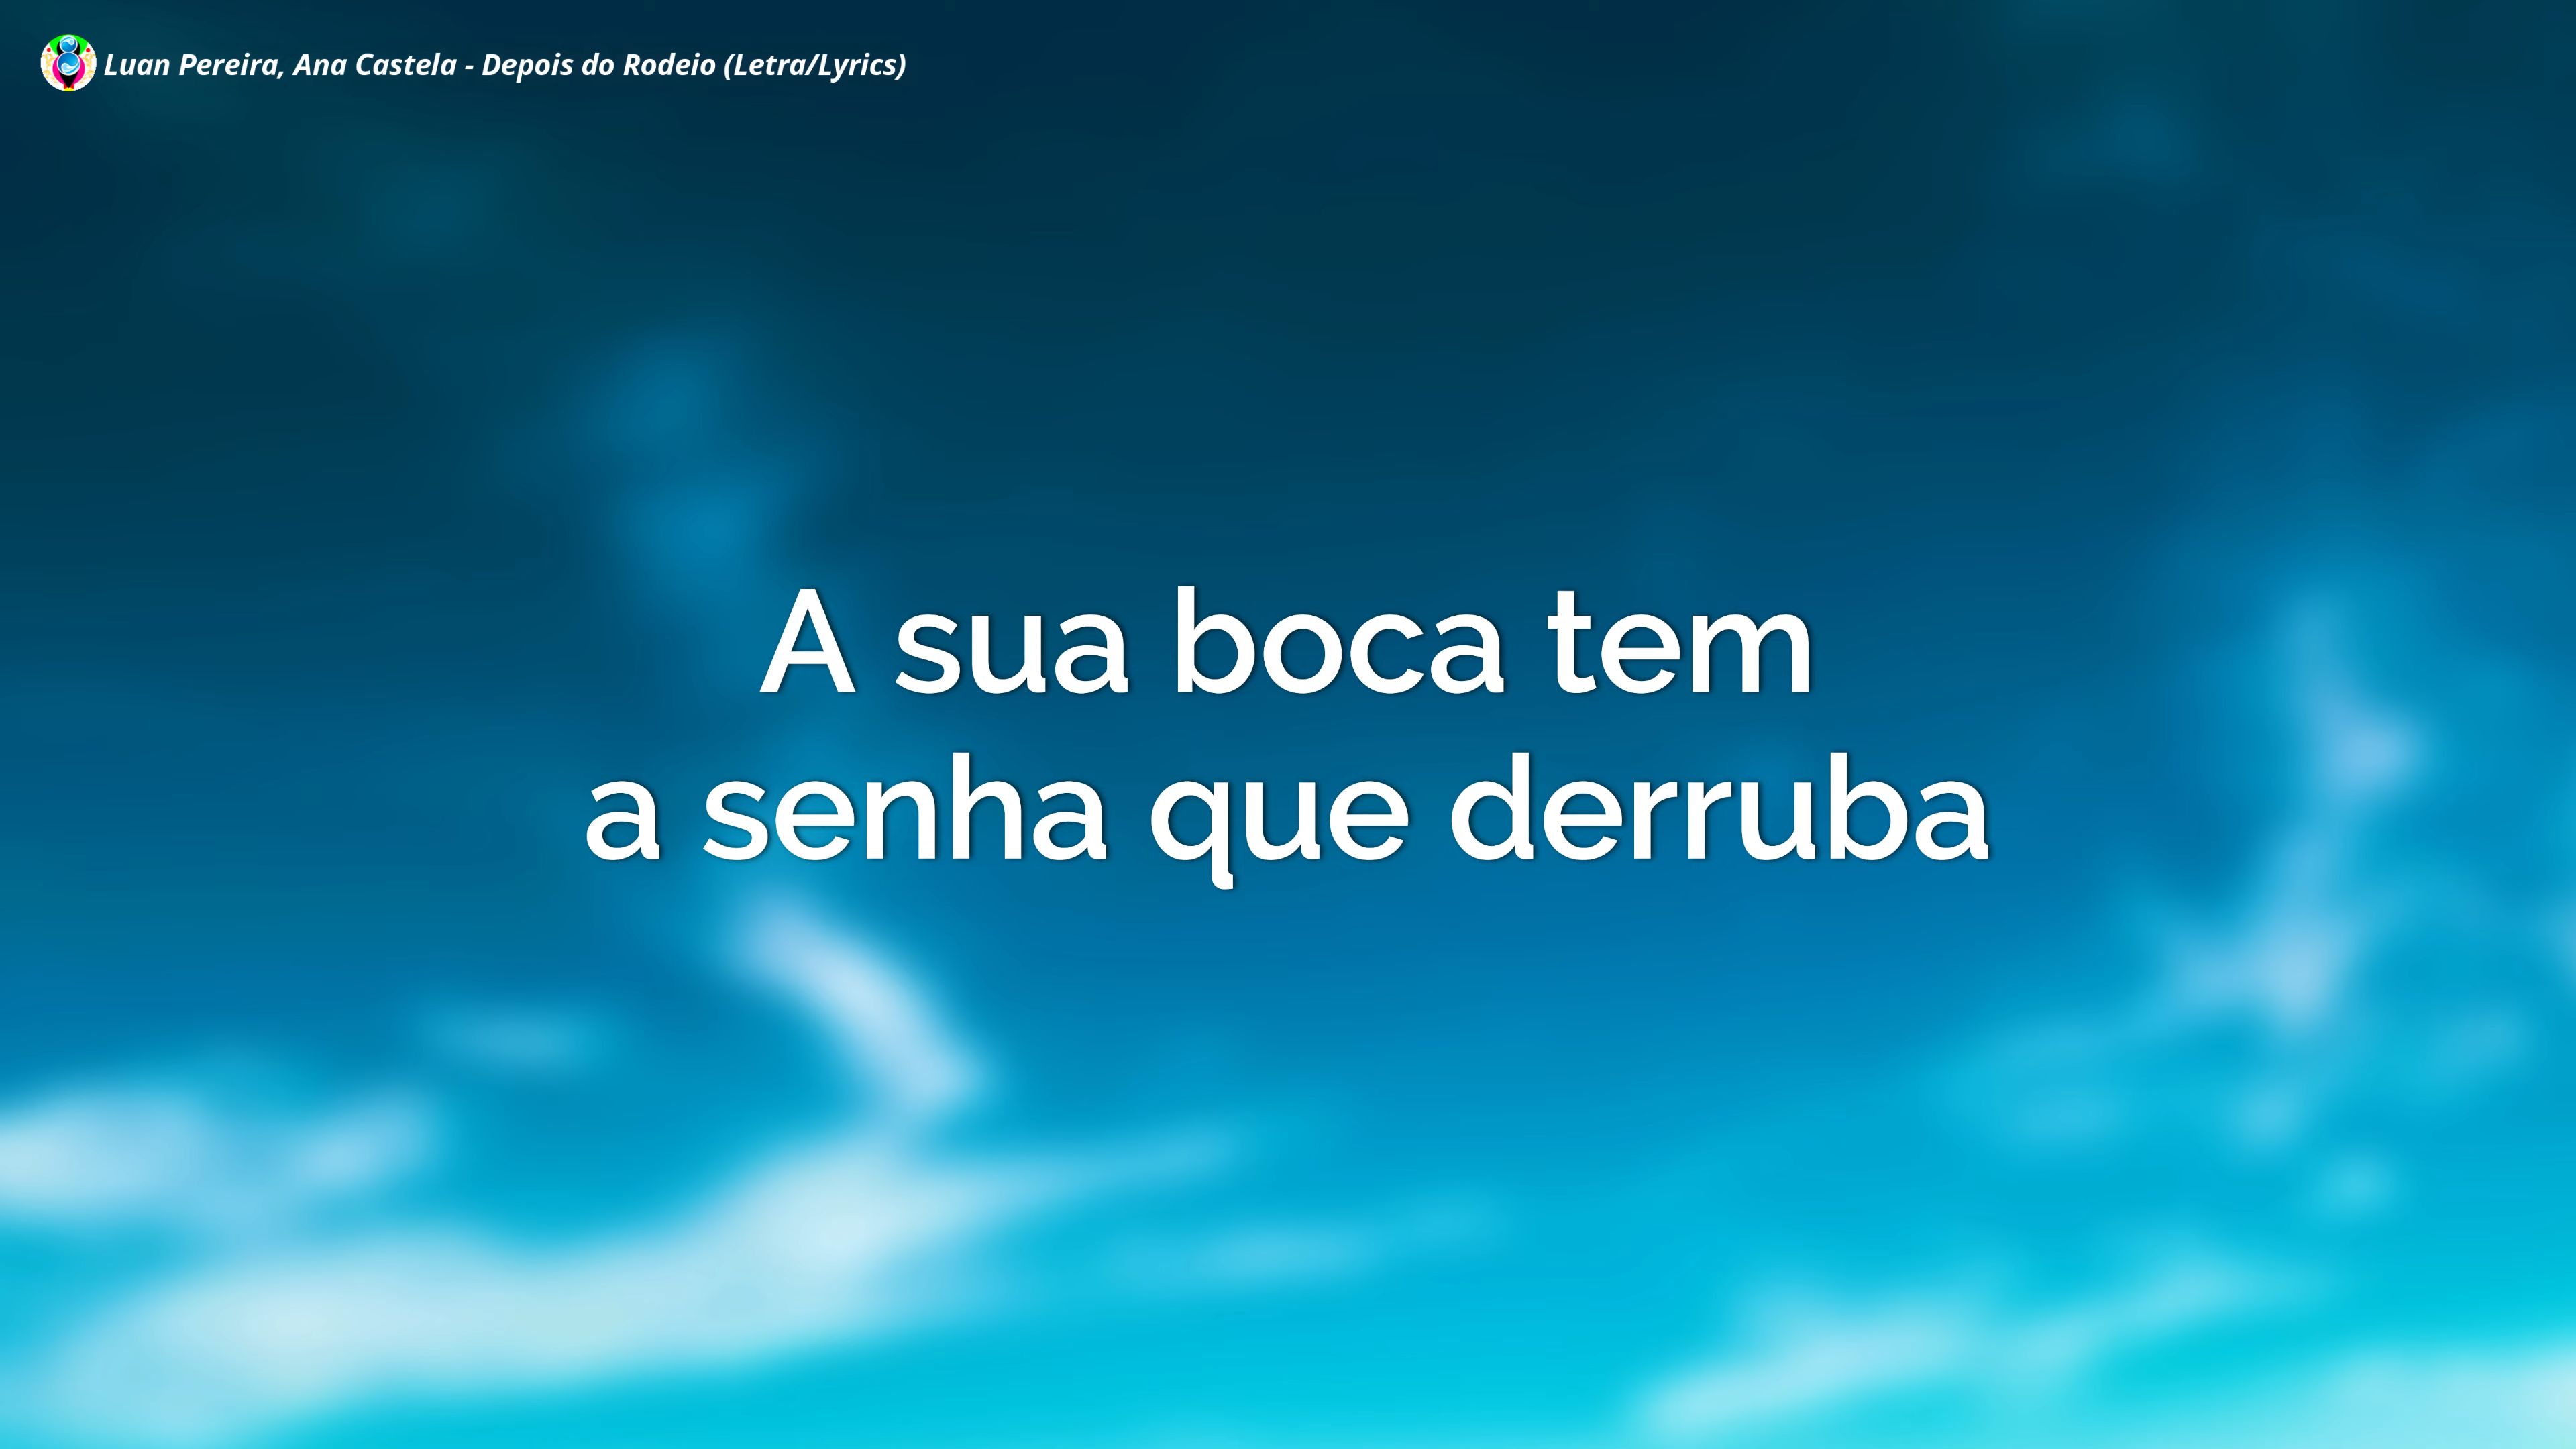 Luan Pereira, Ana Castela - Depois do Rodeio (Letra/Lyrics)
A sua boca tem
a senha que derruba